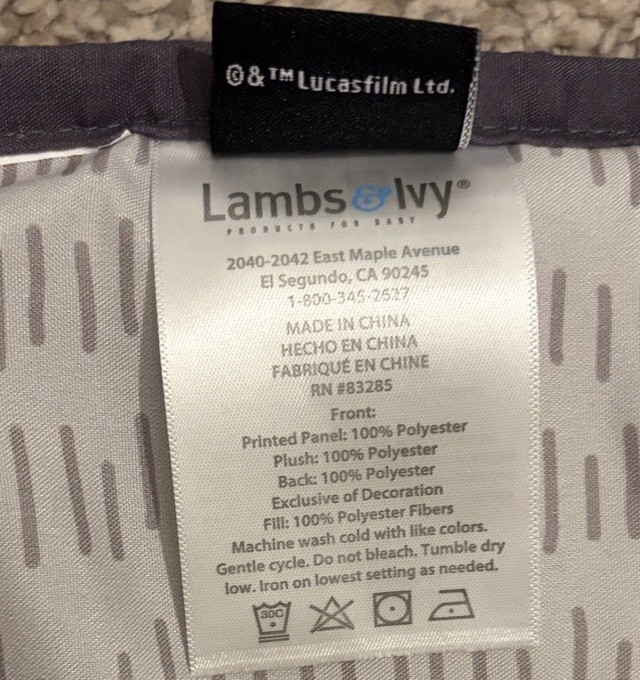 ©&™Lucasfilm Ltd.
Lambs&Ivy®
PRODUCTS FOR BABY
2040-2042 East Maple Avenue
El Segundo, CA 90245
1-800-345-2627
MADE IN CHINA
HECHO EN CHINA
FABRIQUÉ EN CHINE
RN #83285
Front:
Printed Panel: 100% Polyester
Plush: 100% Polyester
Back: 100% Polyester
Exclusive of Decoration
Fill: 100% Polyester Fibers
Machine wash cold with like colors.
Gentle cycle. Do not bleach. Tumble dry
low. Iron on lowest setting as needed.
30C